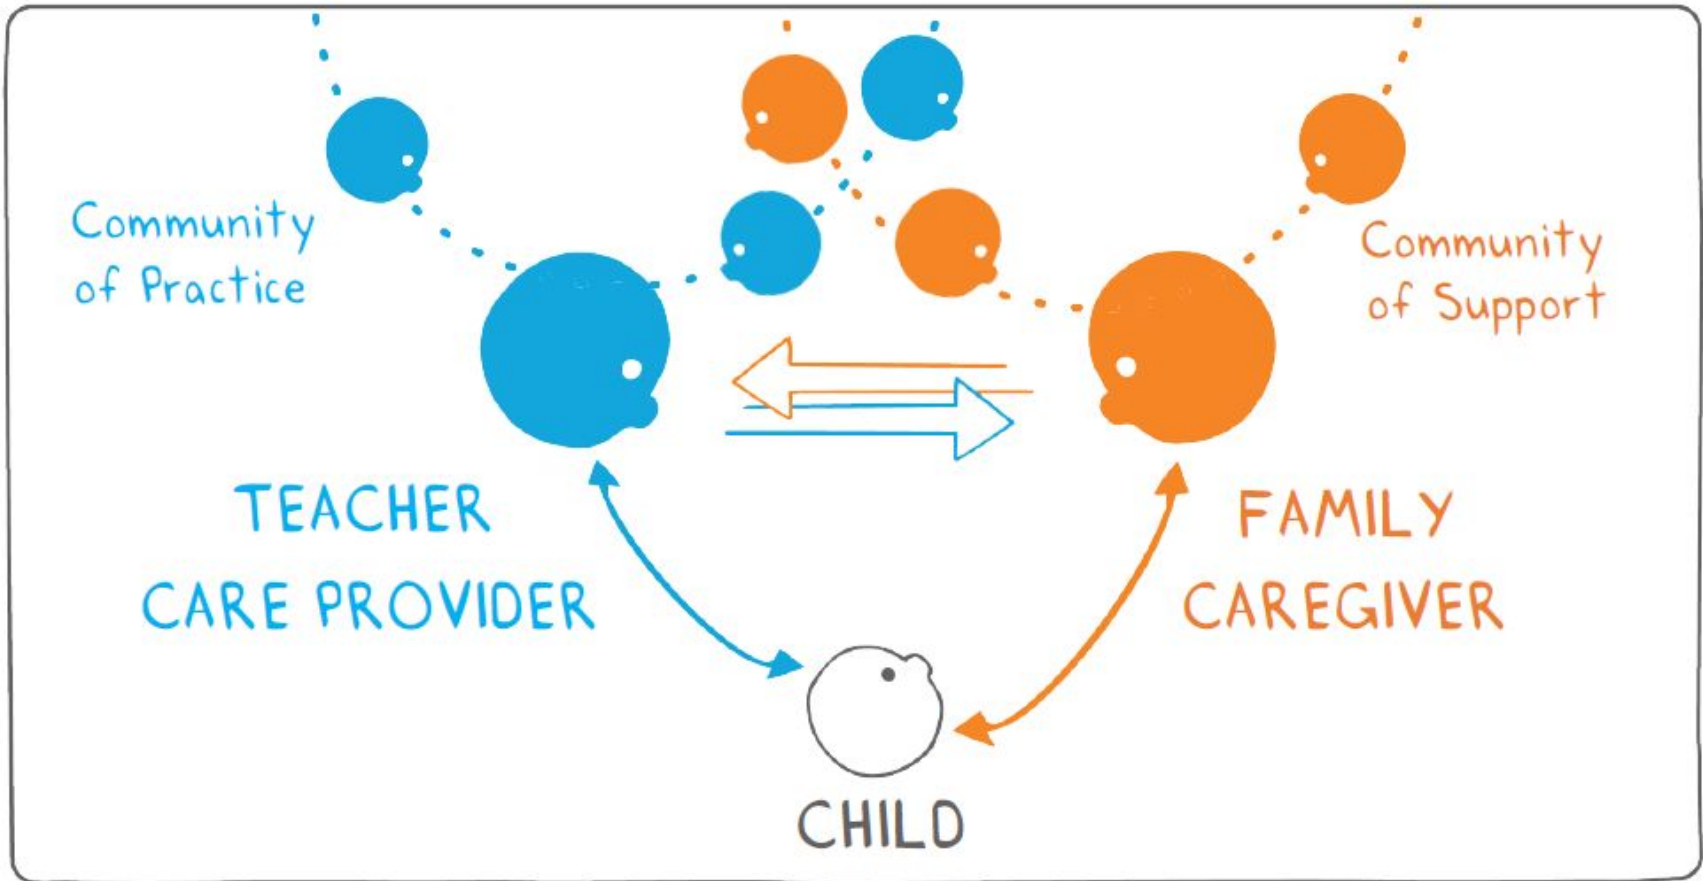 Community
of Practice
Community
of Support
TEACHER
CARE PROVIDER
FAMILY
CAREGIVER
CHILD